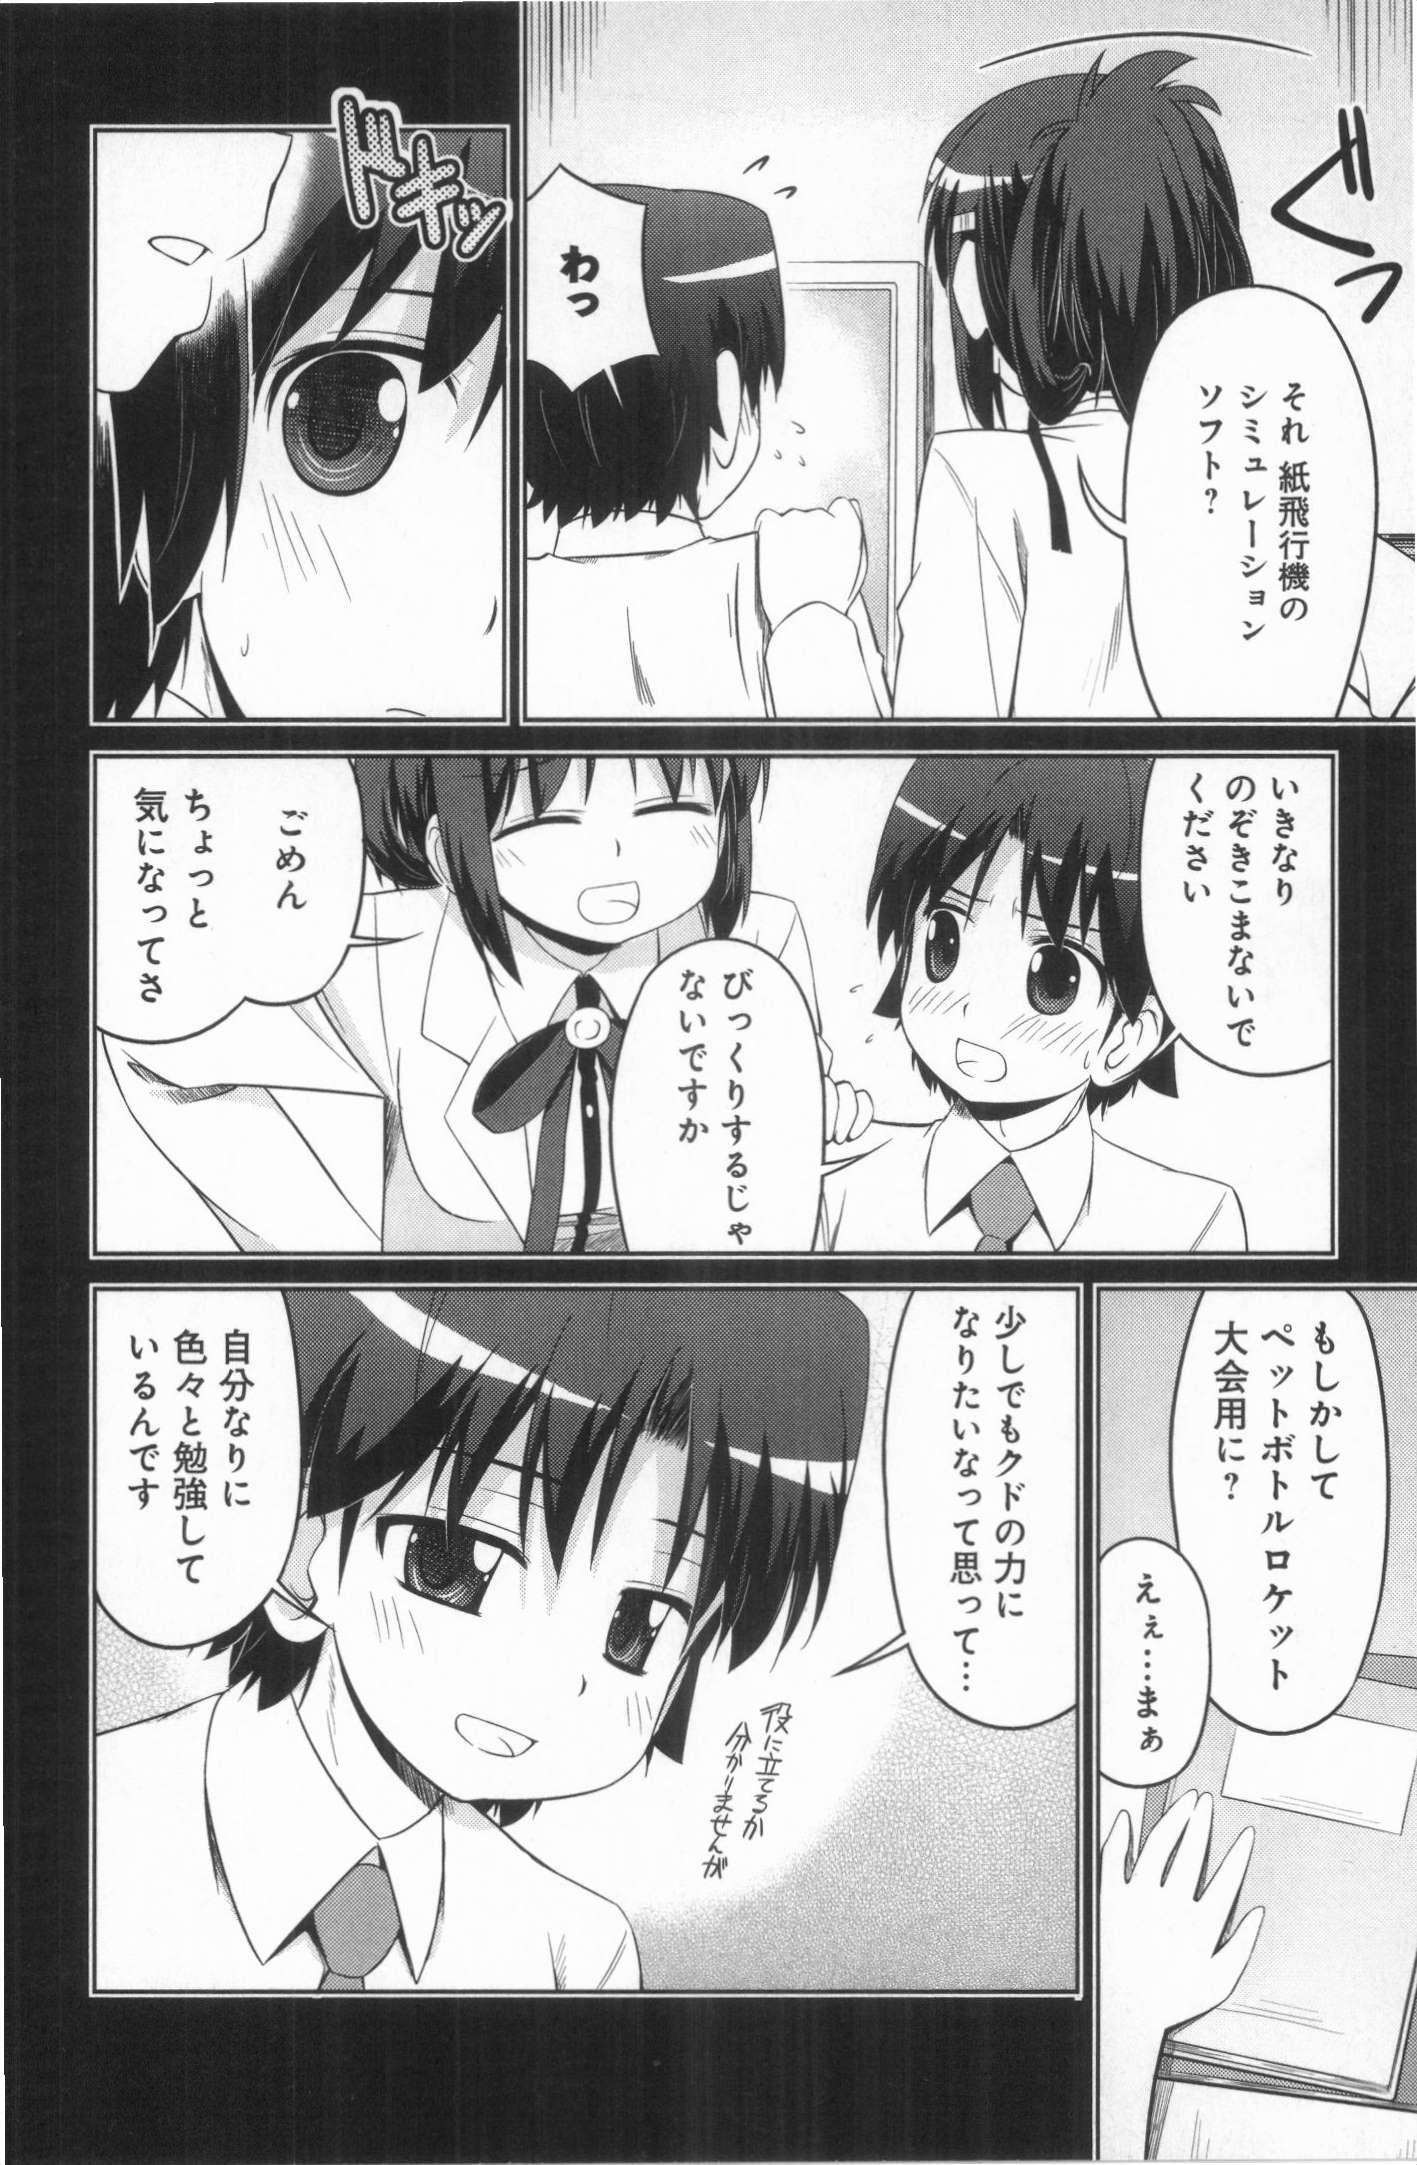 ぐっ
それ 紙飛行機の
シミュレーション
ソフト?
わっ
ドキッ
いきなり
のぞきこまないで
ください
びっくりするじゃ
ないですか
ごめん
ちょっと
気になってさ
もしかして
ペットボトルロケット
大会用に?
えぇ…まぁ
少しでもクドの力に
なりたいなって思って…
役に立てるか
分かりませんが
自分なりに
色々と勉強して
いるんです